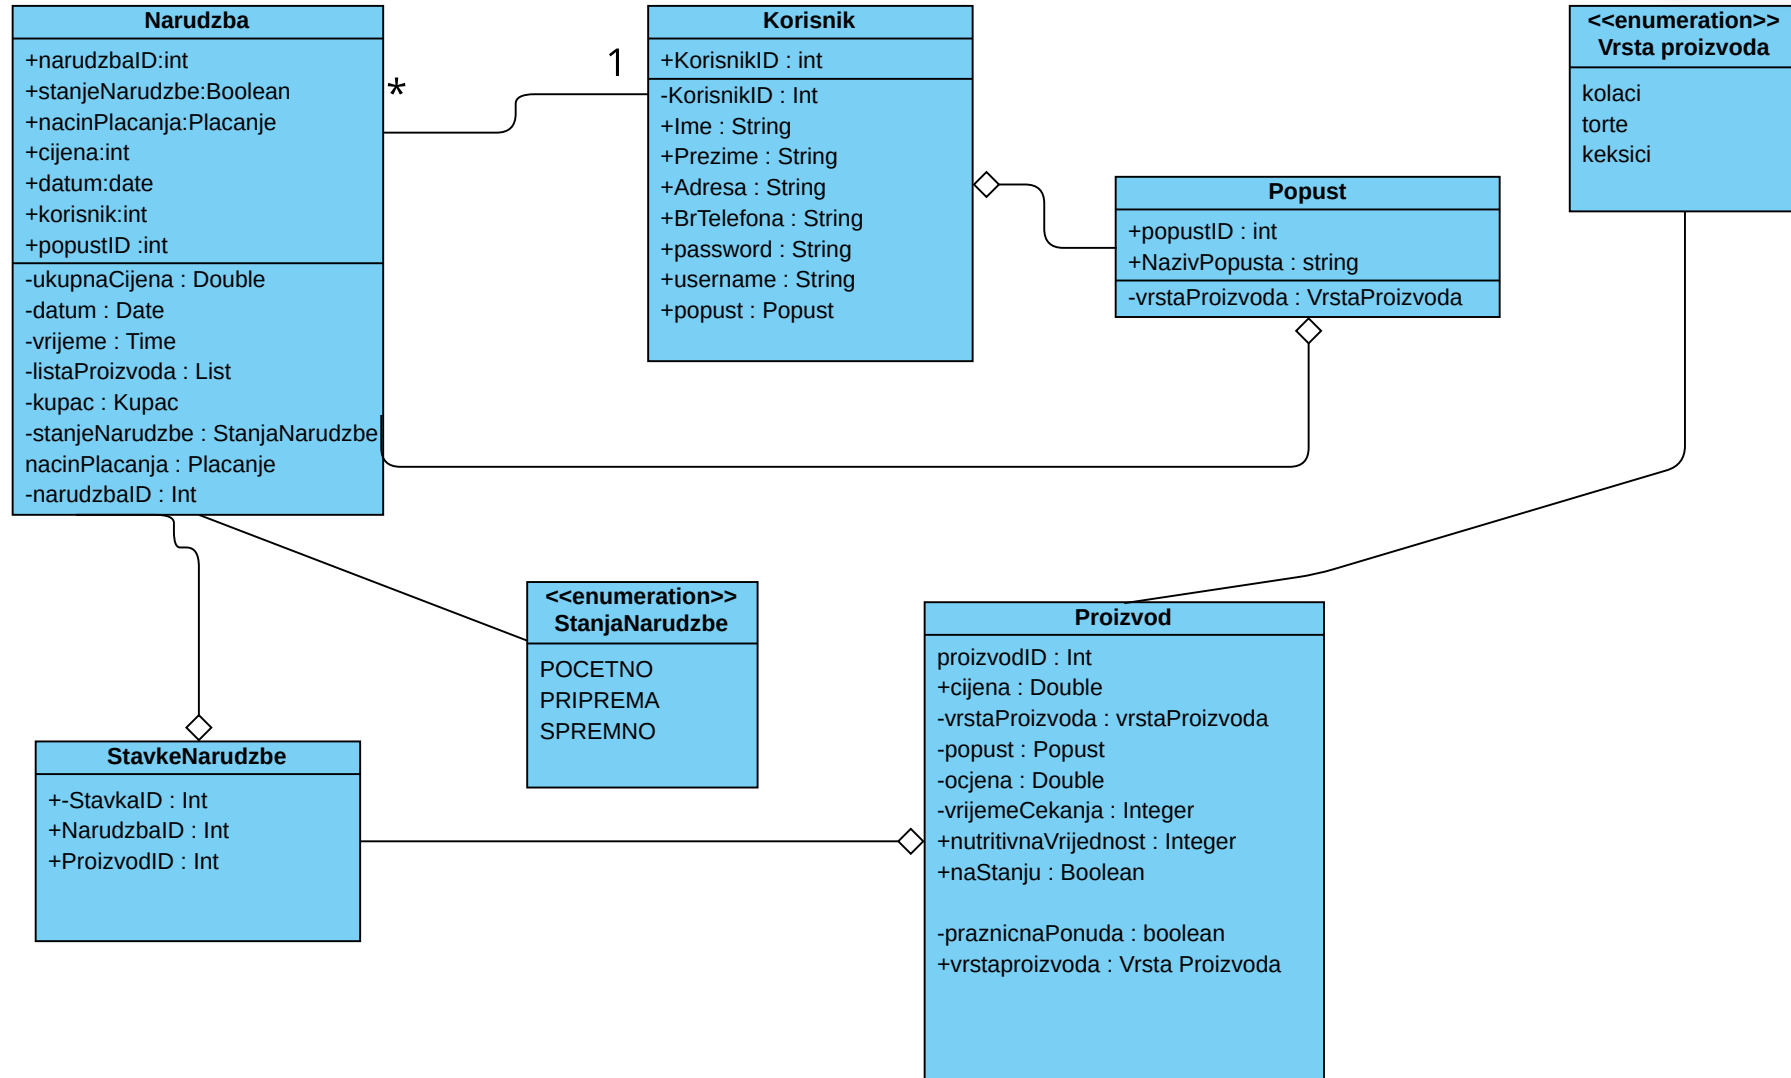 Narudzba
+narudzbaID:int
+stanjeNarudzbe:Boolean
+nacinPlacanja:Placanje
+cijena:int
+datum:date
+korisnik:int
+popustID :int
-ukupnaCijena : Double
-datum : Date
-vrijeme : Time
-listaProizvoda : List
-kupac : Kupac
-stanjeNarudzbe : StanjaNarudzbe
nacinPlacanja : Placanje
-narudzbaID : Int
*
1
Korisnik
+KorisnikID : int
-KorisnikID : Int
+Ime : String
+Prezime : String
+Adresa : String
+BrTelefona : String
+password : String
+username : String
+popust : Popust
Popust
+popustID : int
+NazivPopusta : string
-vrstaProizvoda : VrstaProizvoda
<<enumeration>>
Vrsta proizvoda
kolaci
torte
keksici
<<enumeration>>
StanjaNarudzbe
POCETNO
PRIPREMA
SPREMNO
StavkeNarudzbe
+-StavkaID : Int
+NarudzbaID : Int
+ProizvodID : Int
Proizvod
proizvodID : Int
+cijena : Double
-vrstaProizvoda : vrstaProizvoda
-popust : Popust
-ocjena : Double
-vrijemeCekanja : Integer
+nutritivnaVrijednost : Integer
+naStanju : Boolean
-praznicnaPonuda : boolean
+vrstaproizvoda : Vrsta Proizvoda